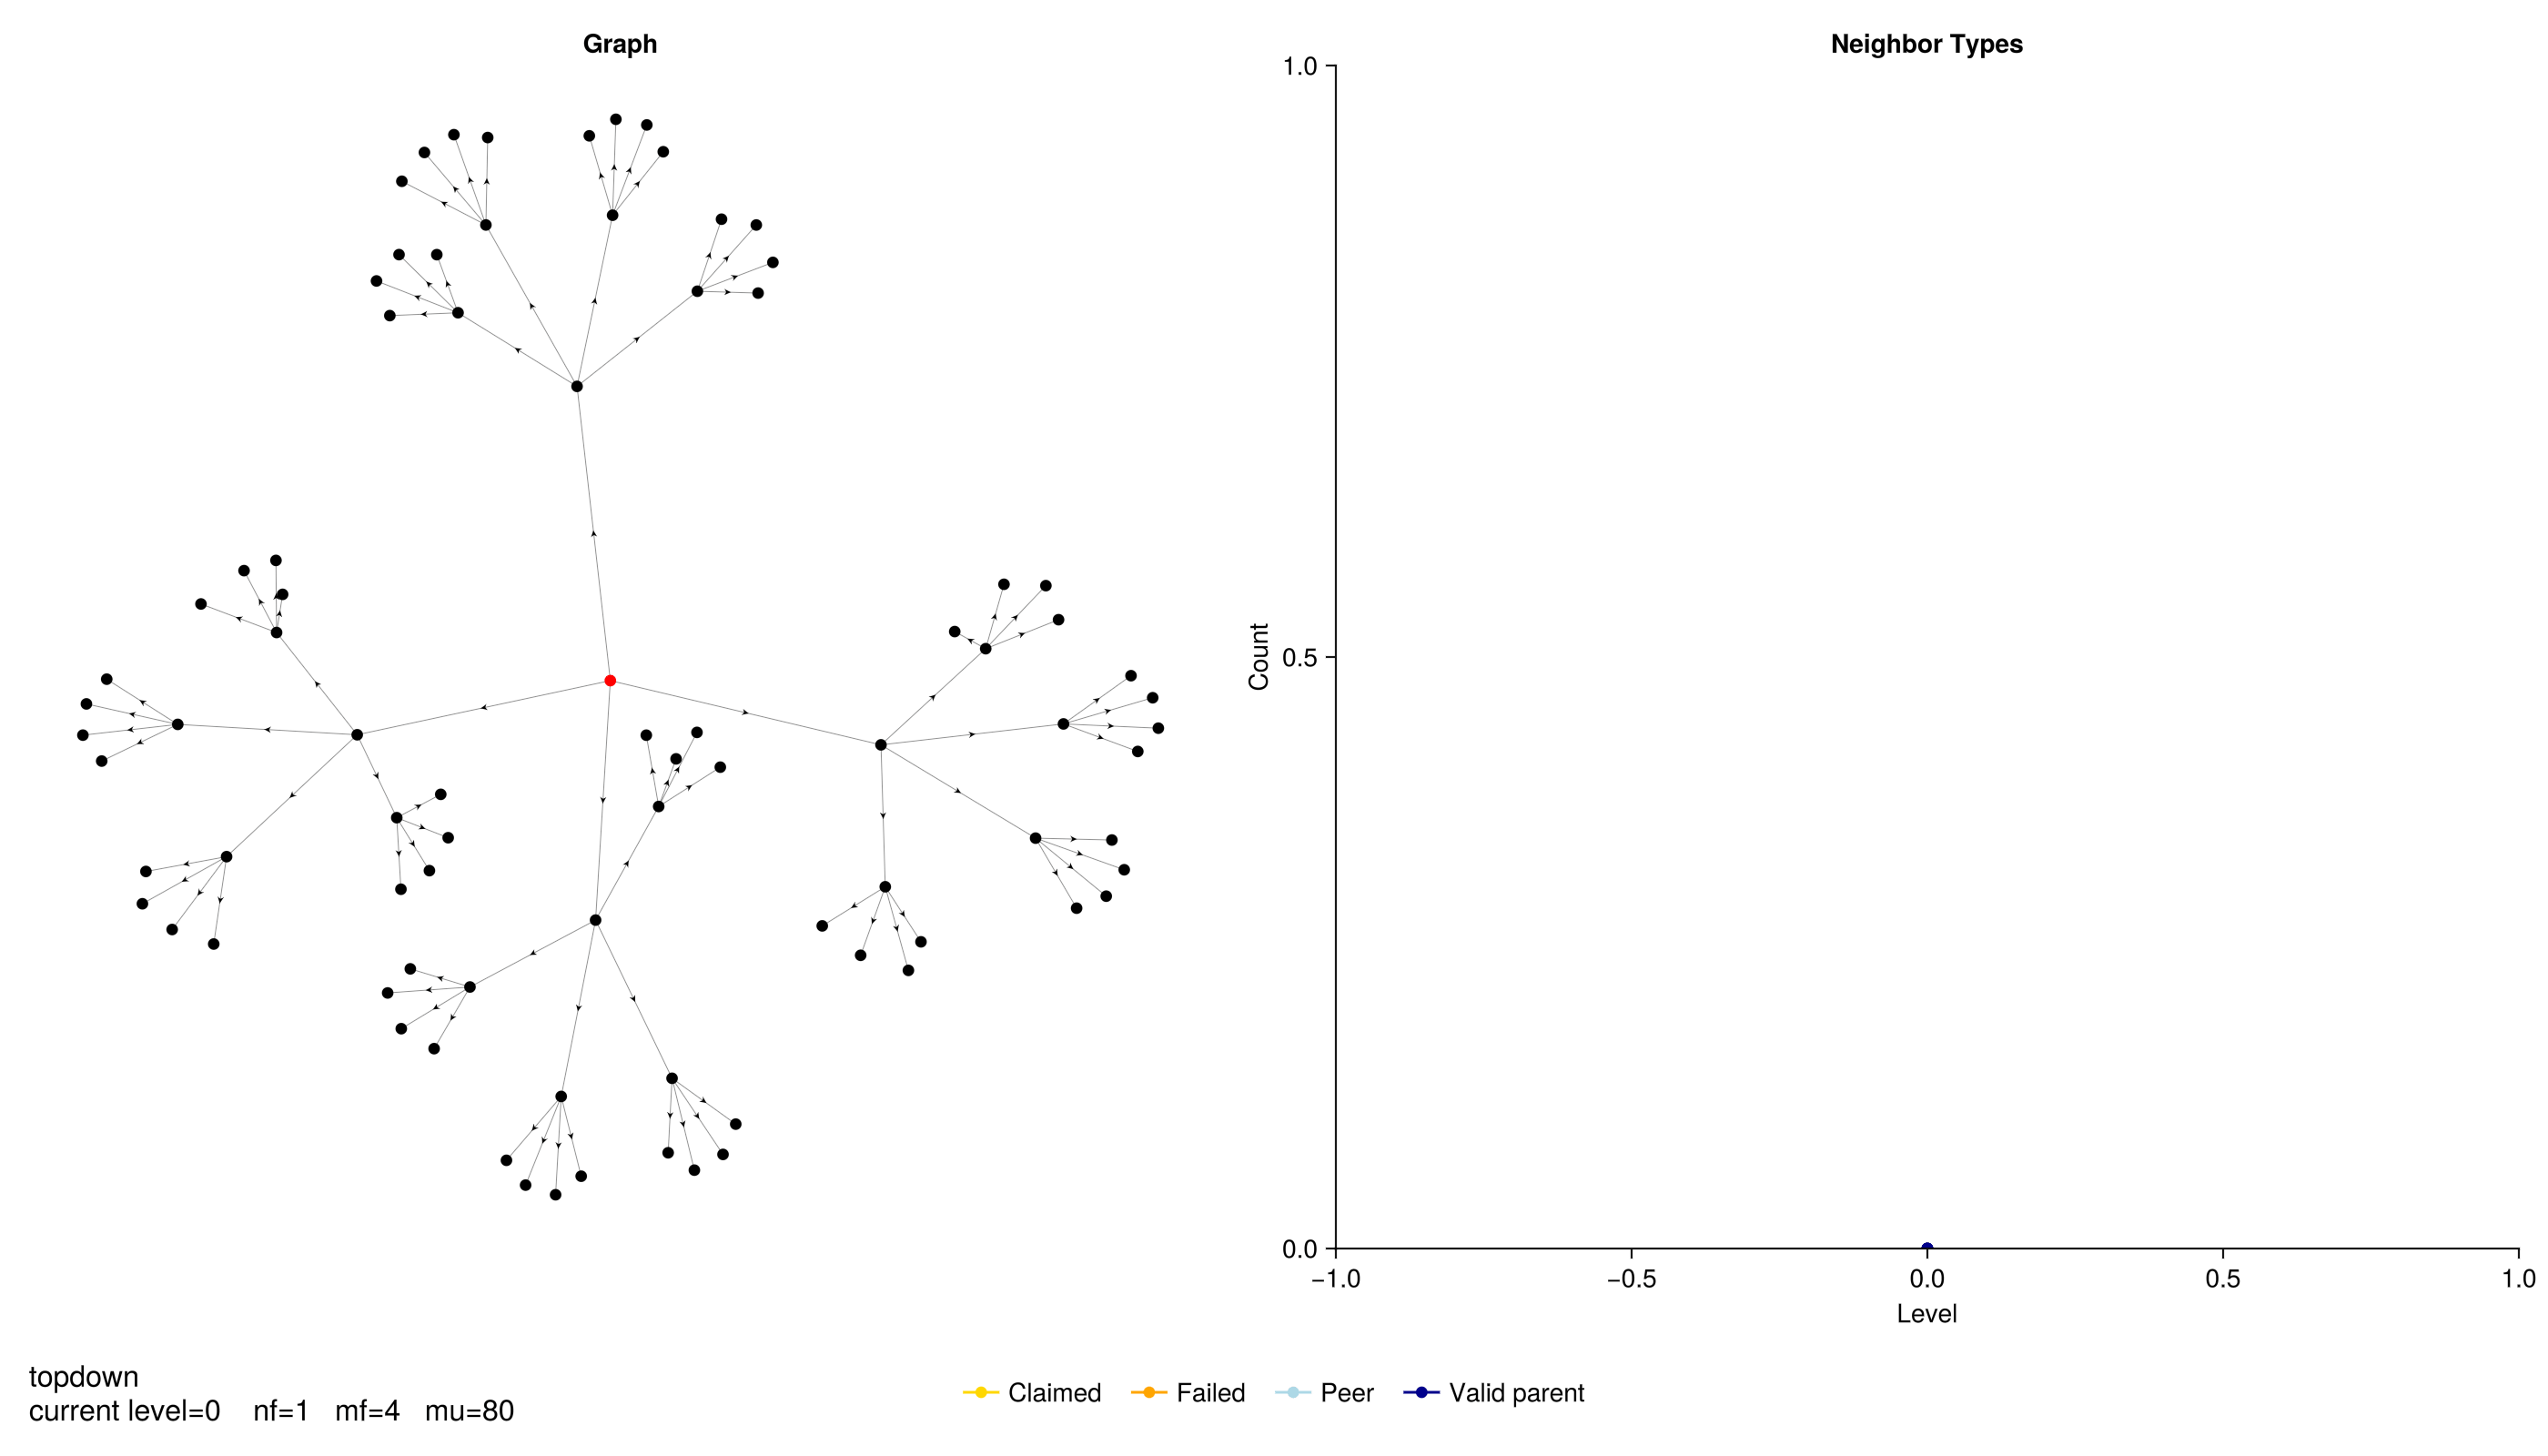 Graph
Neighbor Types
1.0
0.5
0.0
Count
−1.0 −0.5 0.0 0.5 1.0
Level
topdown
current level=0 nf=1 mf=4 mu=80
Claimed Failed Peer Valid parent